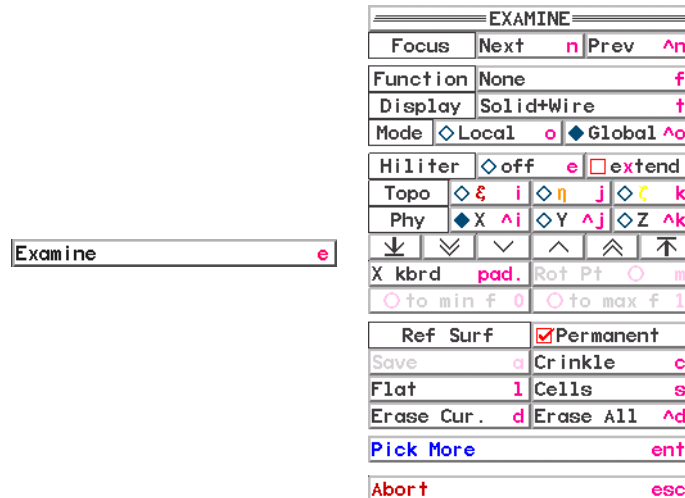 EXAMINE
Focus Next n Prev ^n
Function None f
Display Solid+Wire t
Mode Local o Global ^o
Hiliter off e extend
Topo ξ i η j ζ k
Phy X ^i Y ^j Z ^k
Examine e
X kbrd pad. Rot Pt m
to min f 0 to max f 1
Ref Surf Permanent
Save a Crinkle c
Flat l Cells s
Erase Cur. d Erase All ^d
Pick More ent
Abort esc